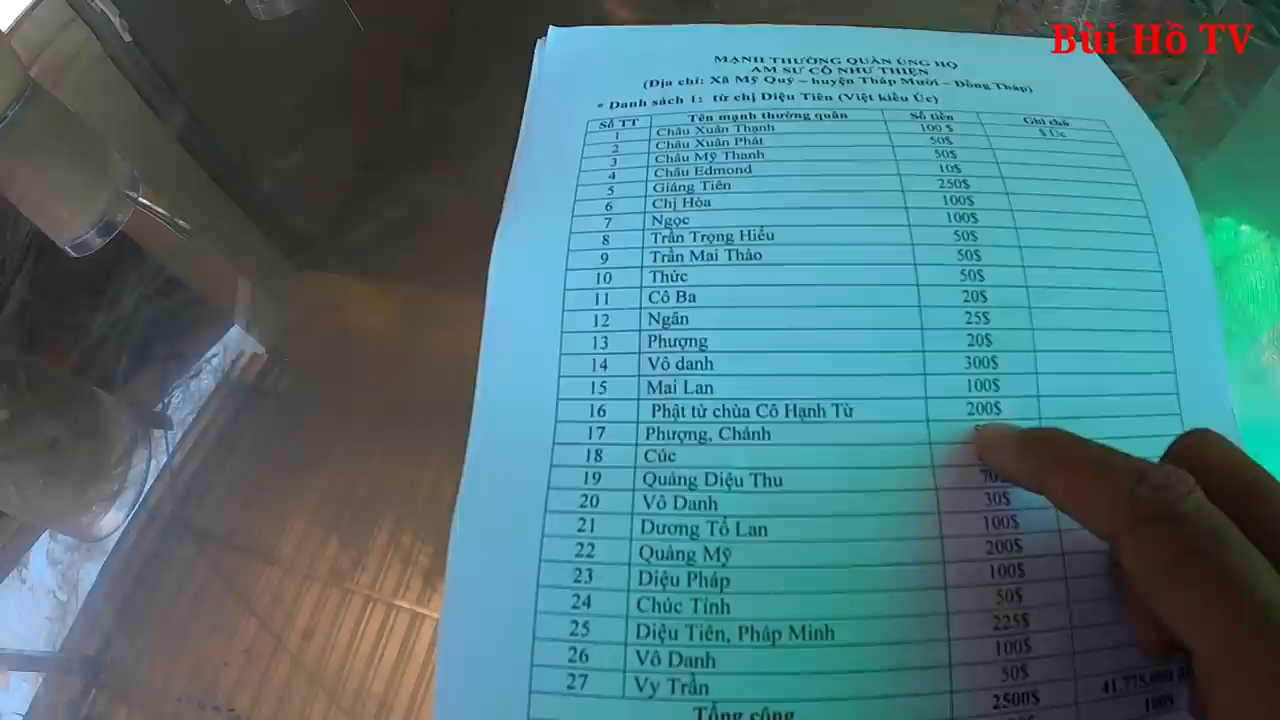 Bùi Hồ TV
MẠNH THƯỜNG QUÂN ỦNG HỘ
AM SƯ CÔ NHƯ THIỆN
(Địa chỉ: Xã Mỹ Quý – huyện Tháp Mười – Đồng Tháp)
* Danh sách 1: từ chị Diệu Tiên (Việt kiều Úc)
Số TT Tên mạnh thường quân Số tiền Ghi chú
1 Châu Xuân Thạnh 100 $ $ Úc
2 Châu Xuân Phát 50$
3 Châu Mỹ Thanh 50$
4 Châu Edmond 10$
5 Giáng Tiên 250$
6 Chị Hòa 100$
7 Ngọc 100$
8 Trần Trọng Hiếu 50$
9 Trần Mai Thảo 50$
10 Thức 50$
11 Cô Ba 20$
12 Ngân 25$
13 Phượng 20$
14 Vô danh 300$
15 Mai Lan 100$
16 Phật tử chùa Cô Hạnh Từ 200$
17 Phượng, Chánh
18 Cúc
19 Quảng Diệu Thu
20 Vô Danh 30$
21 Dương Tố Lan 100$
22 Quảng Mỹ 200$
23 Diệu Pháp 100$
24 Chúc Tịnh 50$
25 Diệu Tiên, Pháp Minh 225$
26 Vô Danh 100$
27 Vy Trần 50$
Tổng cộng 2500$